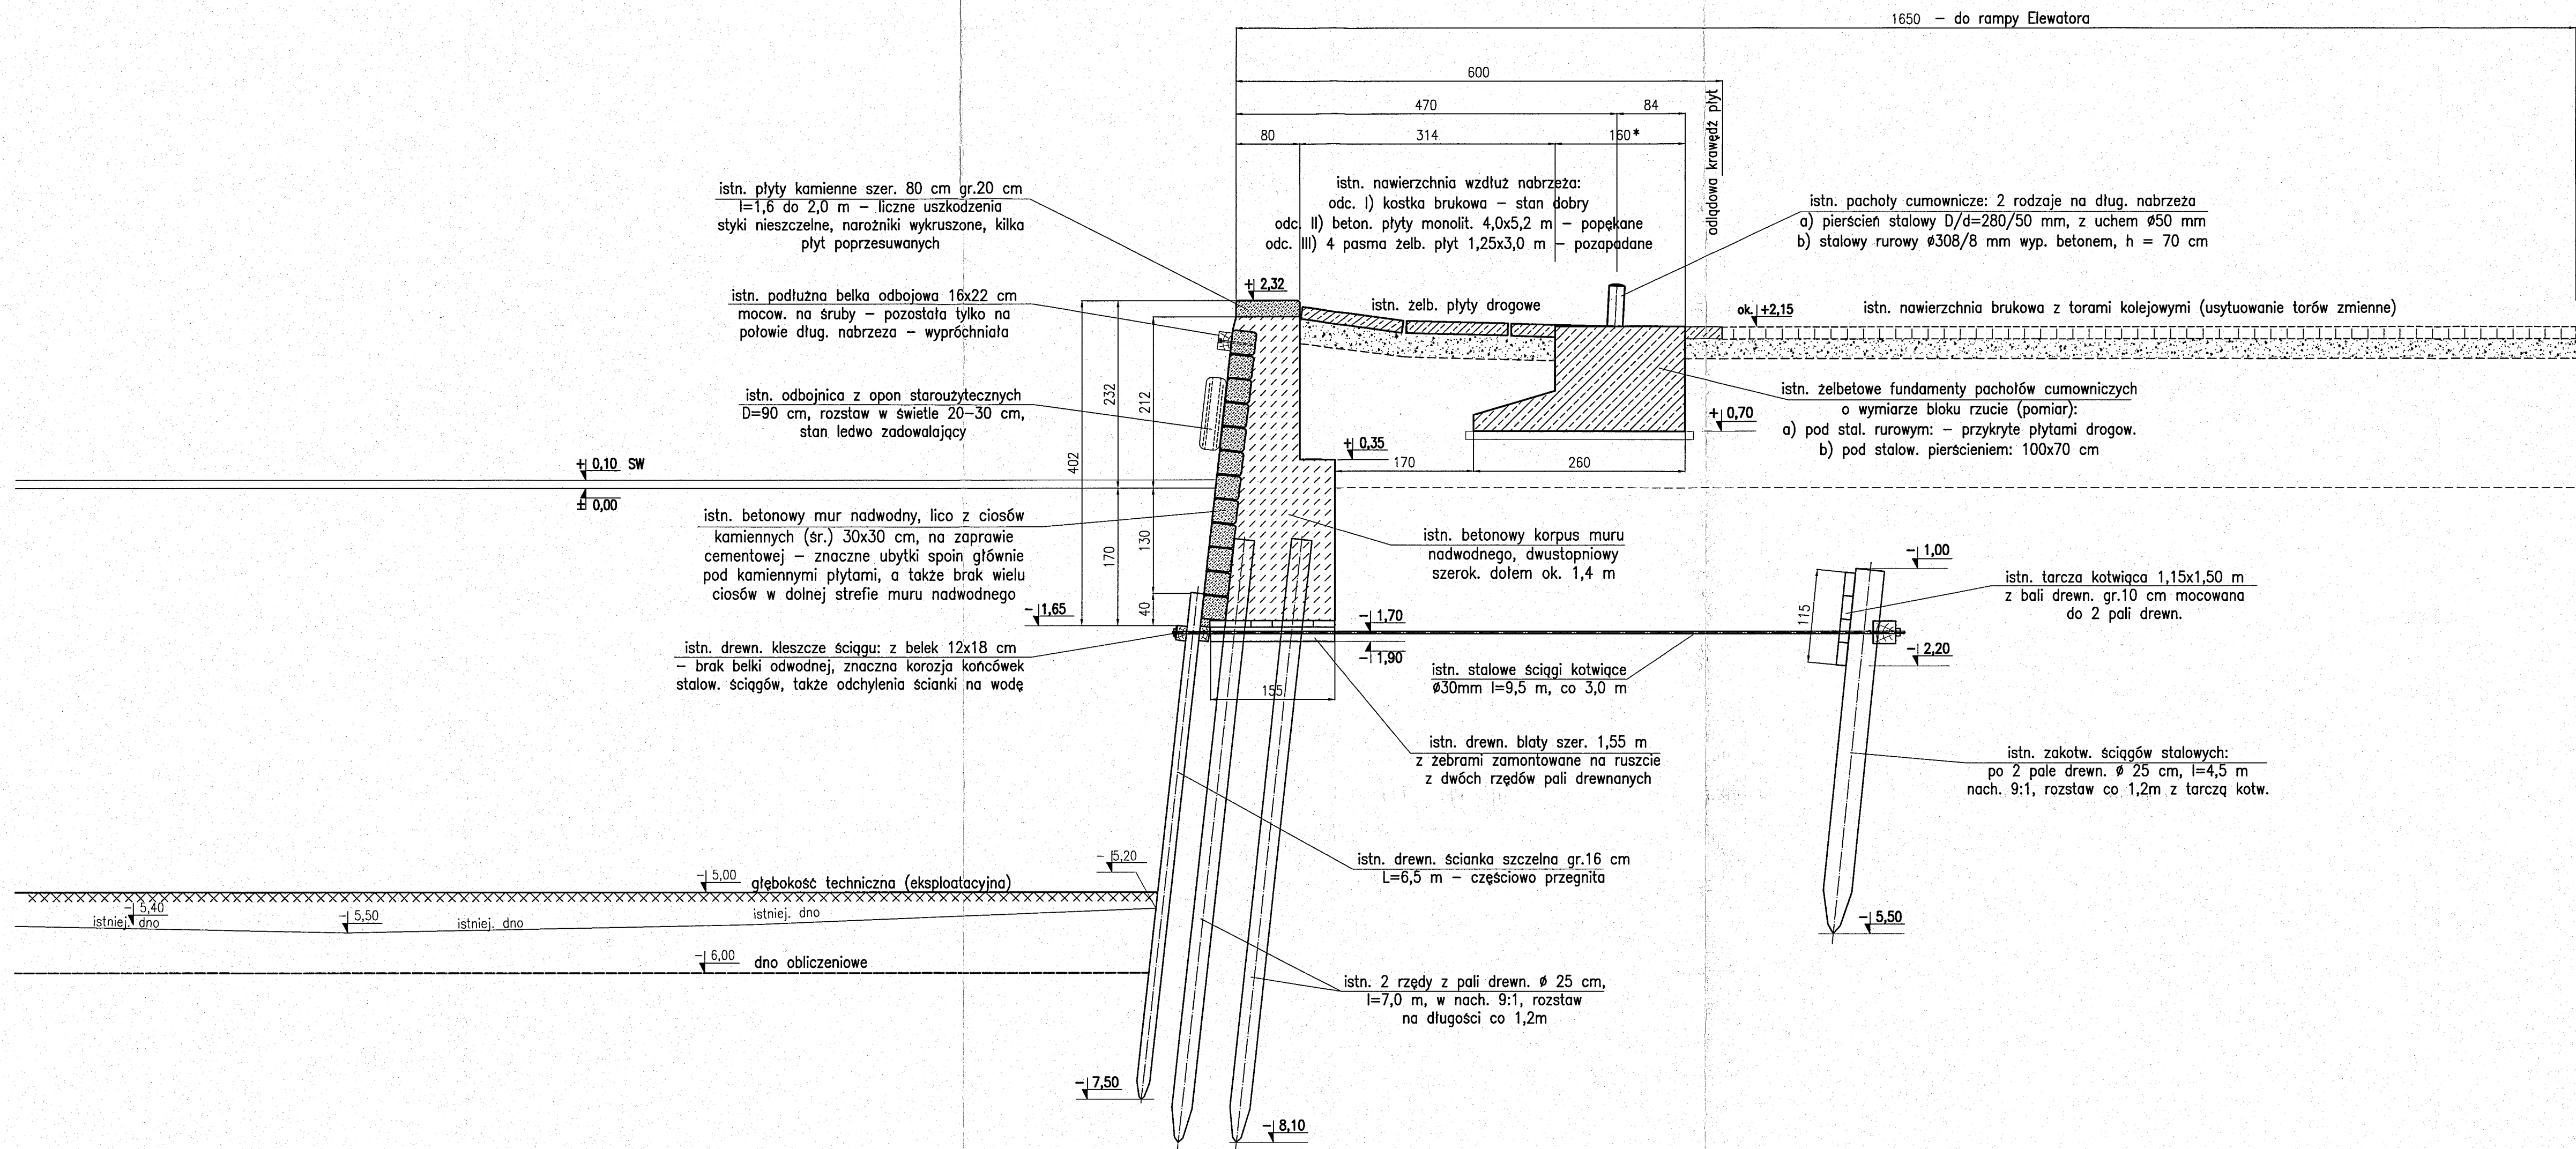 1650 – do rampy Elewatora
600
470
84
80
314
160*
odlądowa krawędź płyt
istn. płyty kamienne szer. 80 cm gr.20 cm
l=1,6 do 2,0 m – liczne uszkodzenia
styki nieszczelne, narożniki wykruszone, kilka
płyt poprzesuwanych
istn. nawierzchnia wzdłuż nabrzeża:
odc. I) kostka brukowa – stan dobry
odc. II) beton. płyty monolit. 4,0x5,2 m – popękane
odc. III) 4 pasma żelb. płyt 1,25x3,0 m – pozapadane
istn. pachoły cumownicze: 2 rodzaje na dług. nabrzeża
a) pierścień stalowy D/d=280/50 mm, z uchem ø50 mm
b) stalowy rurowy ø308/8 mm wyp. betonem, h = 70 cm
istn. podłużna belka odbojowa 16x22 cm
mocow. na śruby – pozostała tylko na
połowie dług. nabrzeza – wypróchniała
+ 2,32
istn. żelb. płyty drogowe
ok. +2,15
istn. nawierzchnia brukowa z torami kolejowymi (usytuowanie torów zmienne)
istn. odbojnica z opon staroużytecznych
D=90 cm, rozstaw w świetle 20–30 cm,
stan ledwo zadowalający
402
232
212
istn. żelbetowe fundamenty pachołów cumowniczych
o wymiarze bloku rzucie (pomiar):
a) pod stal. rurowym: – przykryte płytami drogow.
b) pod stalow. pierścieniem: 100x70 cm
+ 0,70
+ 0,35
170
260
+ 0,10 SW
± 0,00
istn. betonowy mur nadwodny, lico z ciosów
kamiennych (śr.) 30x30 cm, na zaprawie
cementowej – znaczne ubytki spoin głównie
pod kamiennymi płytami, a także brak wielu
ciosów w dolnej strefie muru nadwodnego
170
130
40
istn. betonowy korpus muru
nadwodnego, dwustopniowy
szerok. dołem ok. 1,4 m
– 1,00
istn. tarcza kotwiąca 1,15x1,50 m
z bali drewn. gr.10 cm mocowana
do 2 pali drewn.
115
– 1,65
– 1,70
– 1,90
– 2,20
istn. drewn. kleszcze ściągu: z belek 12x18 cm
– brak belki odwodnej, znaczna korozja końcówek
stalow. ściągów, także odchylenia ścianki na wodę
155
istn. stalowe ściągi kotwiące
ø30mm l=9,5 m, co 3,0 m
istn. drewn. blaty szer. 1,55 m
z żebrami zamontowane na ruszcie
z dwóch rzędów pali drewnanych
istn. zakotw. ściągów stalowych:
po 2 pale drewn. ø 25 cm, l=4,5 m
nach. 9:1, rozstaw co 1,2m z tarczą kotw.
istn. drewn. ścianka szczelna gr.16 cm
L=6,5 m – częściowo przegnita
– 5,20
– 5,00 głębokość techniczna (eksploatacyjna)
– 5,40
istniej. dno
– 5,50
istniej. dno
istniej. dno
– 5,50
– 6,00 dno obliczeniowe
istn. 2 rzędy z pali drewn. ø 25 cm,
l=7,0 m, w nach. 9:1, rozstaw
na długości co 1,2m
– 7,50
– 8,10